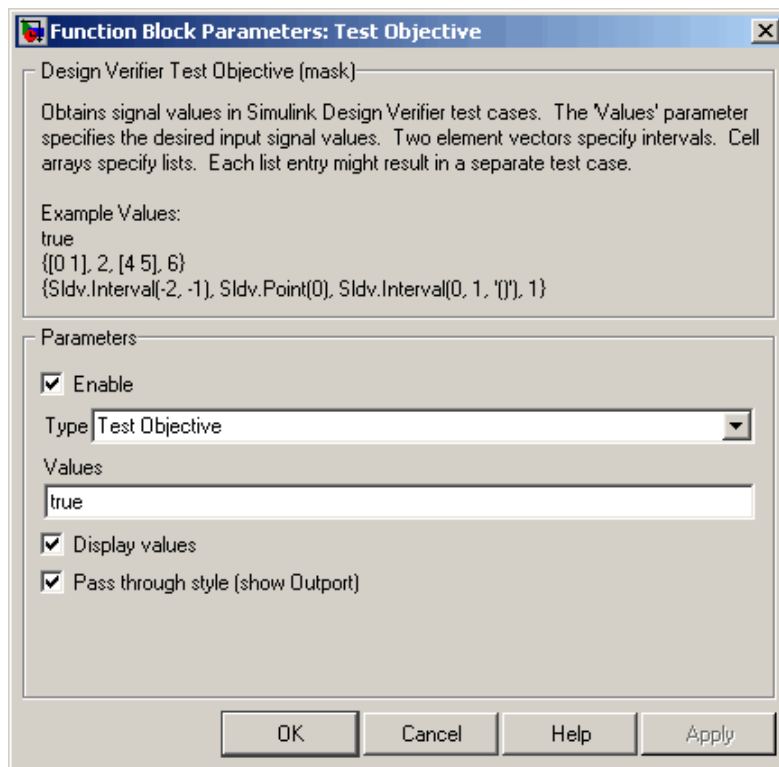 Function Block Parameters: Test Objective
Design Verifier Test Objective (mask)
Obtains signal values in Simulink Design Verifier test cases.  The 'Values' parameter
specifies the desired input signal values.  Two element vectors specify intervals.  Cell
arrays specify lists.  Each list entry might result in a separate test case.
Example Values:
true
{[0 1], 2, [4 5], 6}
{Sldv.Interval(-2, -1), Sldv.Point(0), Sldv.Interval(0, 1, '()'), 1}
Parameters
Enable
Type Test Objective
Values
true
Display values
Pass through style (show Outport)
OK Cancel Help Apply